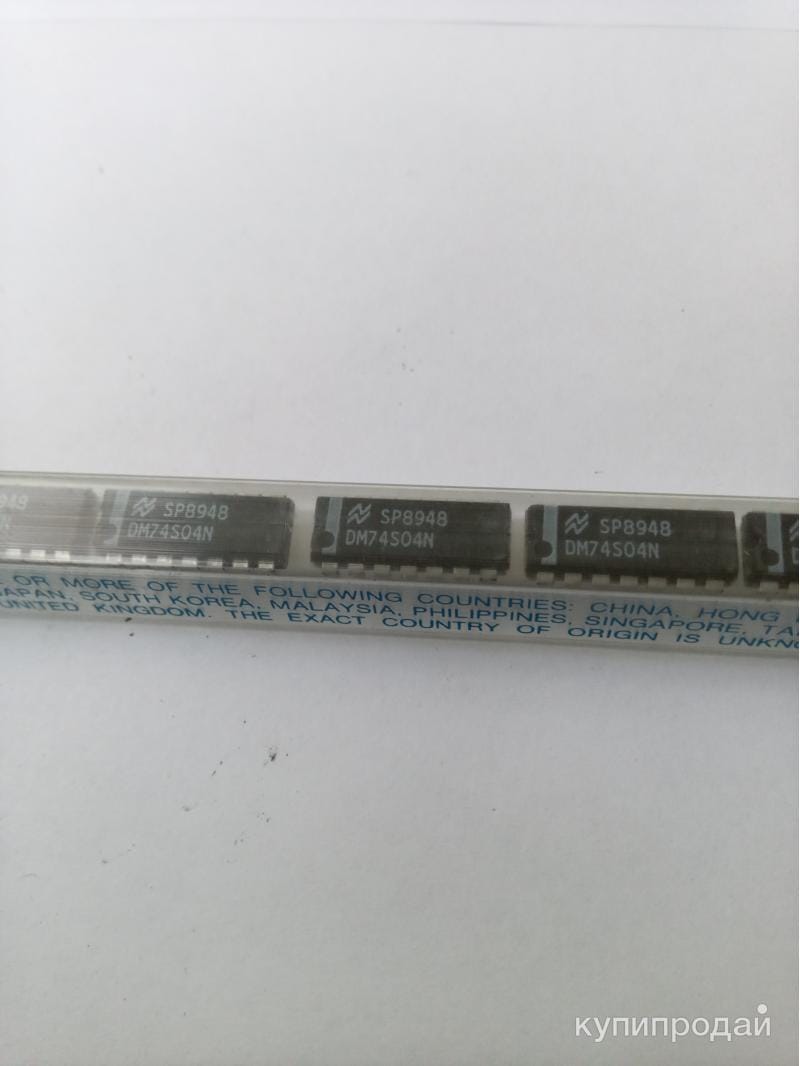 SP8948
DM74S04N
SP8948
DM74S04N
SP8948
DM74S04N
OR MORE OF THE FOLLOWING COUNTRIES: CHINA, HONG
JAPAN, SOUTH KOREA, MALAYSIA, PHILIPPINES, SINGAPORE,
UNITED KINGDOM. THE EXACT COUNTRY OF ORIGIN IS
купипродай